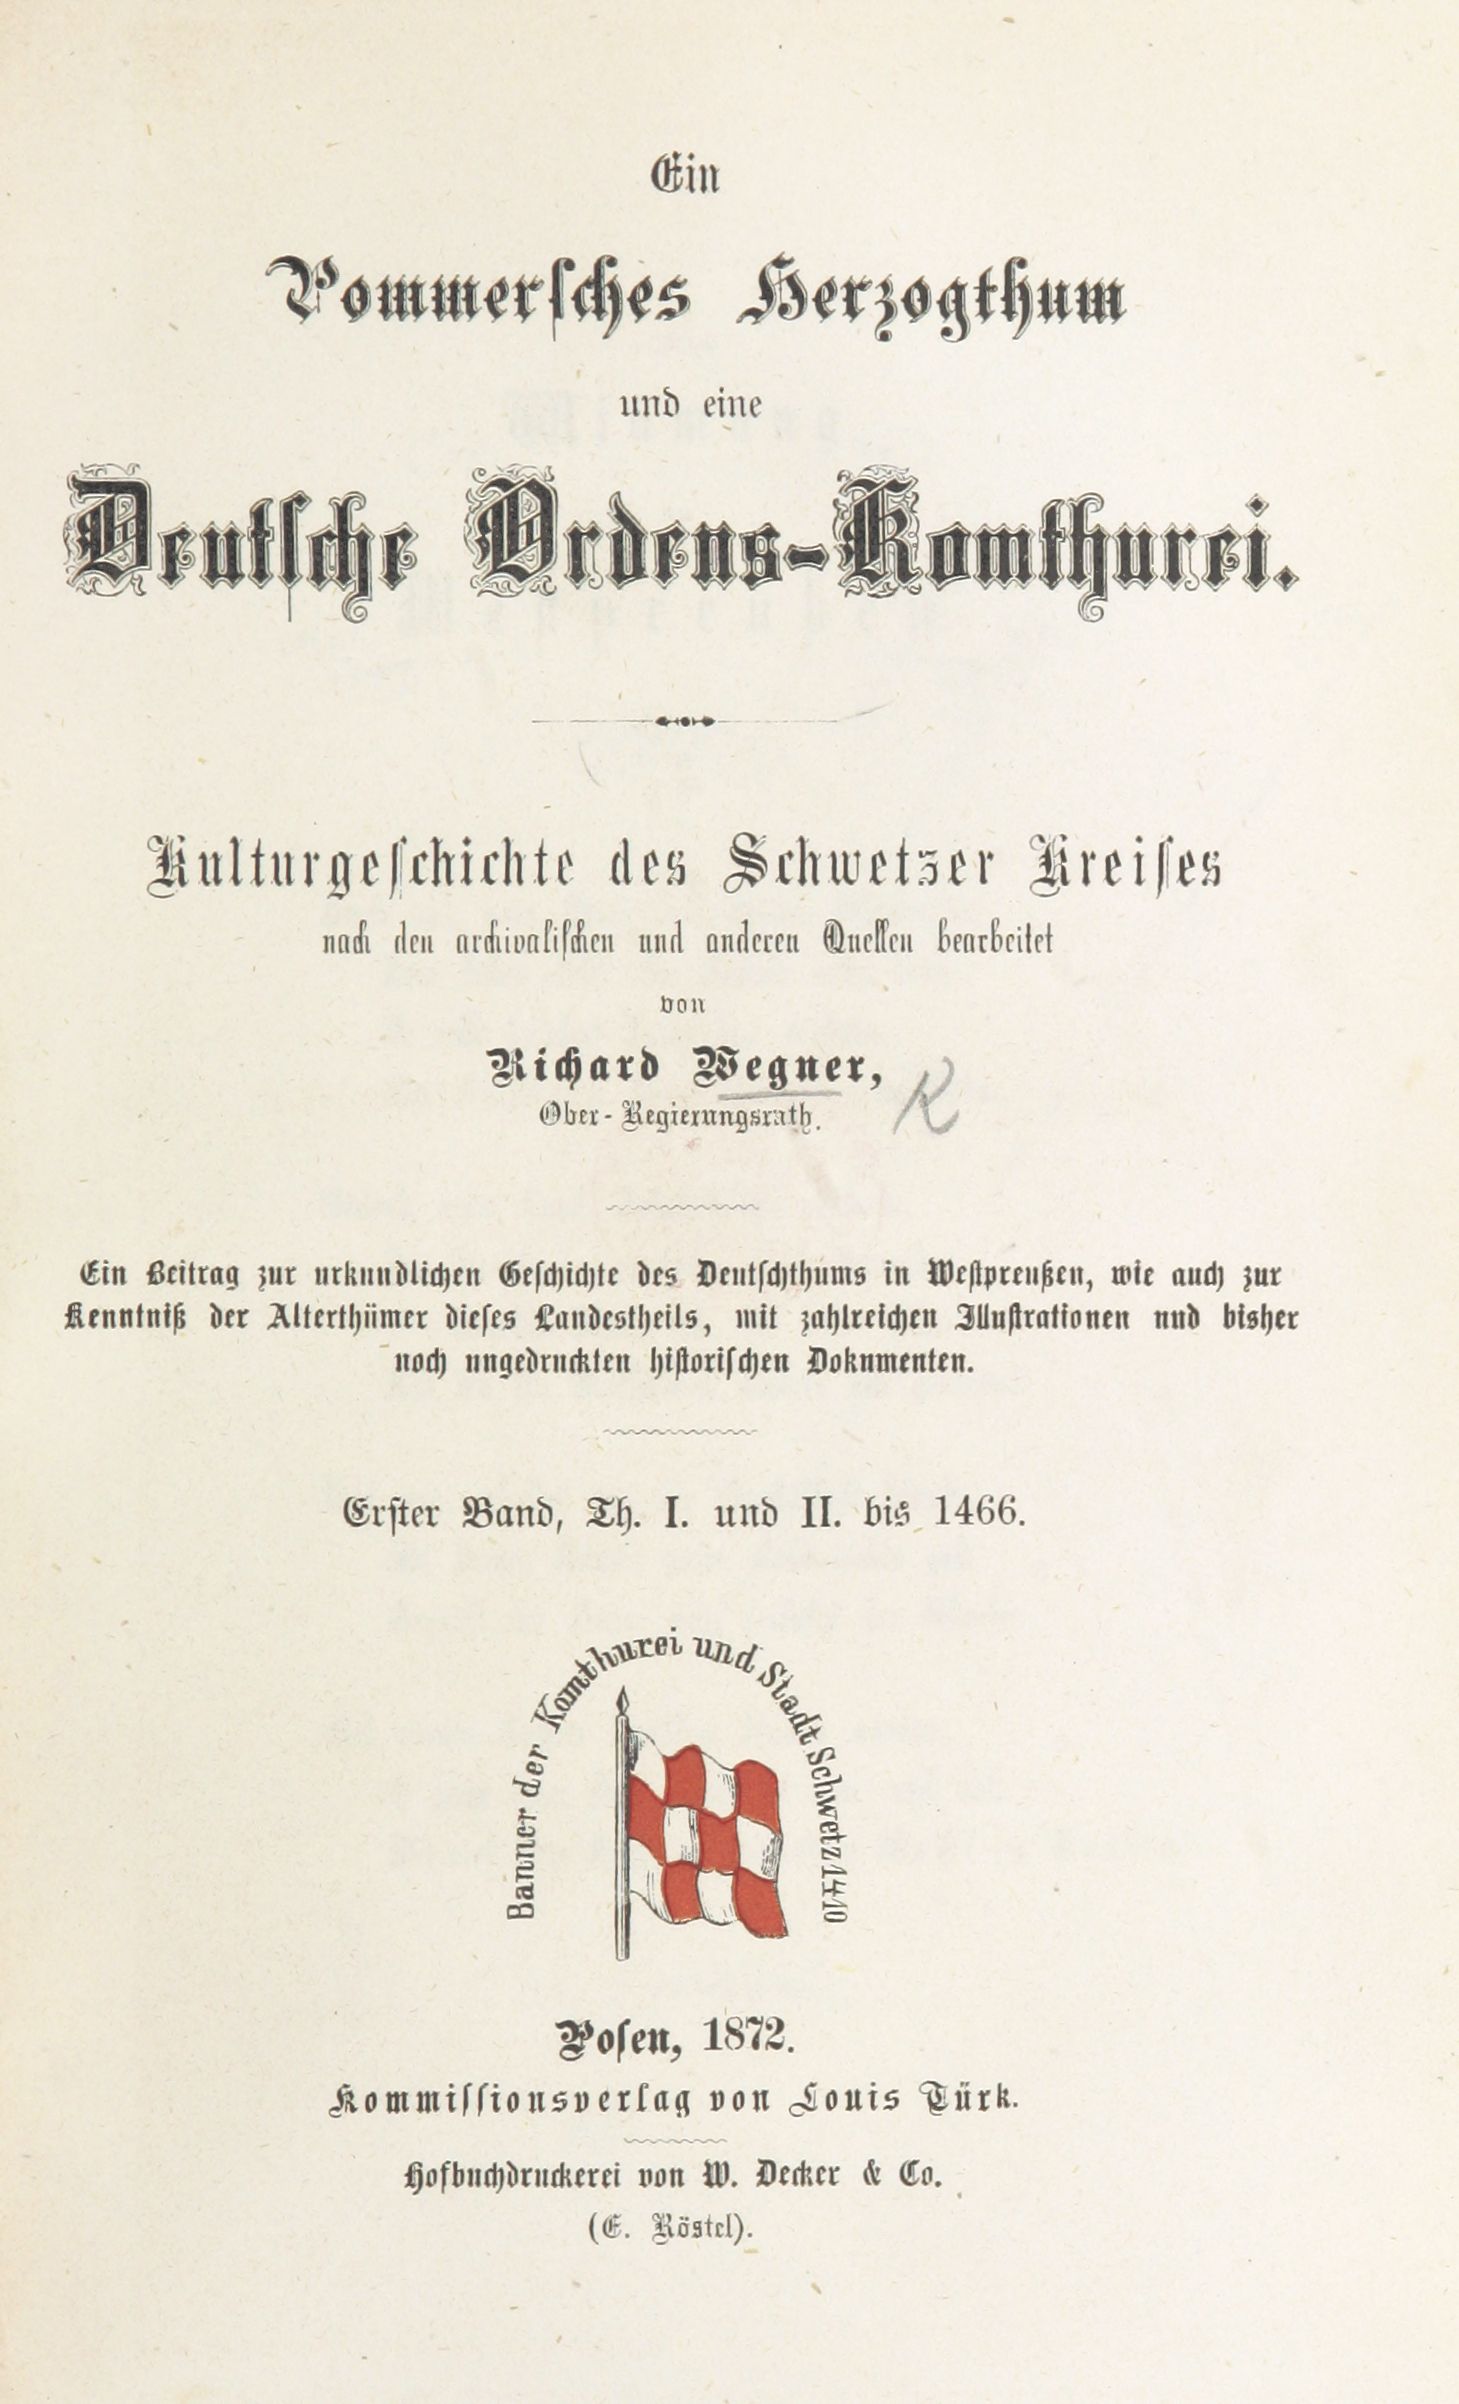 Ein
Pommersches Herzogthum
und eine
Deutsche Ordens-Komthurei.
Kulturgeschichte des Schwetzer Kreises
nach den archivalischen und anderen Quellen bearbeitet
von
Richard Wegner,
R
Ober-Regierungsrath.
Ein Beitrag zur urkundlichen Geschichte des Deutschthums in Westpreußen, wie auch zur
Kenntniß der Alterthümer dieses Landestheils, mit zahlreichen Illustrationen und bisher
noch ungedruckten historischen Dokumenten.
Erster Band, Th. I. und II. bis 1466.
Banner der Komthurei und Stadt Schwetz 1410
Posen, 1872.
Kommissionsverlag von Louis Türk.
Hofbuchdruckerei von W. Decker & Co.
(E. Röstel).